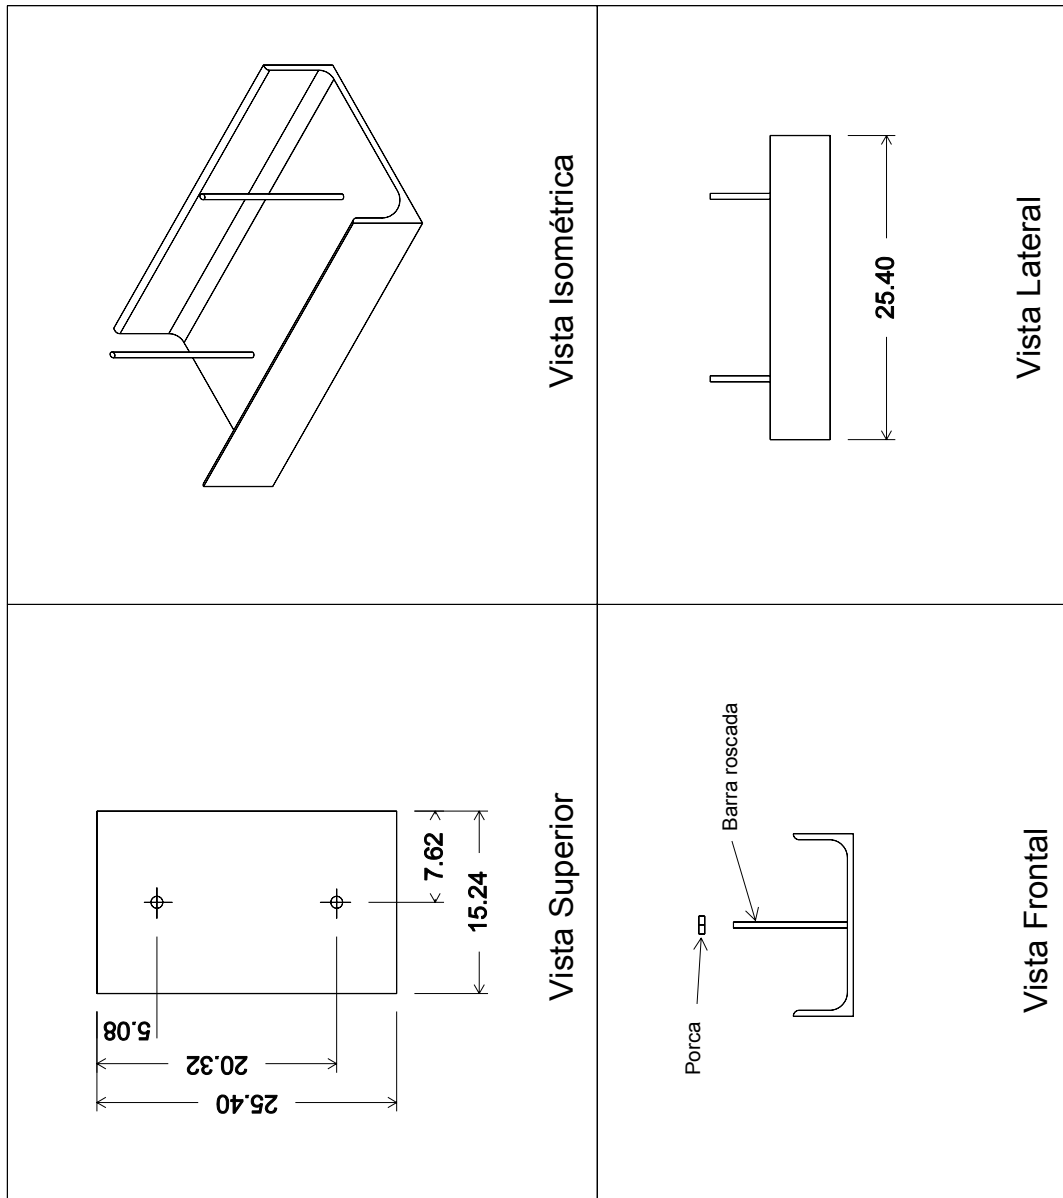 Vista Isométrica
25.40
Vista Lateral
5.08
20.32
25.40
7.62
15.24
Vista Superior
Porca
Barra roscada
Vista Frontal